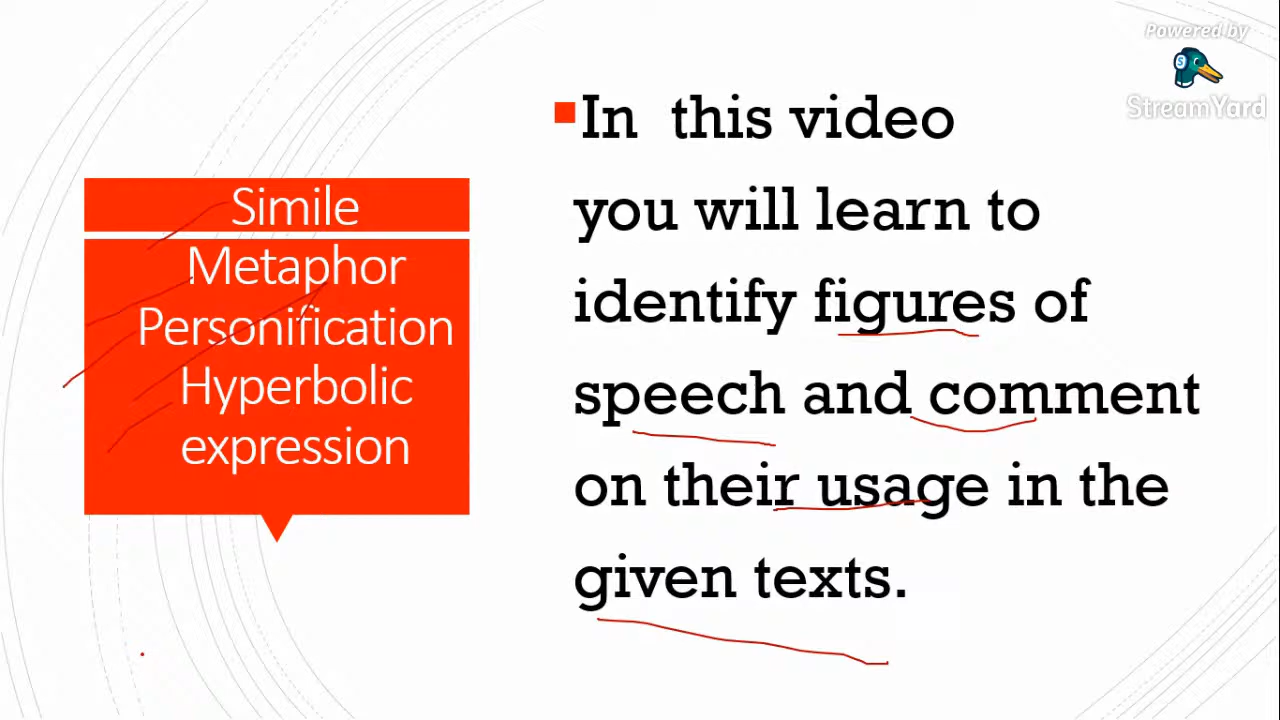 Simile
Metaphor
Personification
Hyperbolic
expression
In this video
you will learn to
identify figures of
speech and comment
on their usage in the
given texts.
Powered by
StreamYard